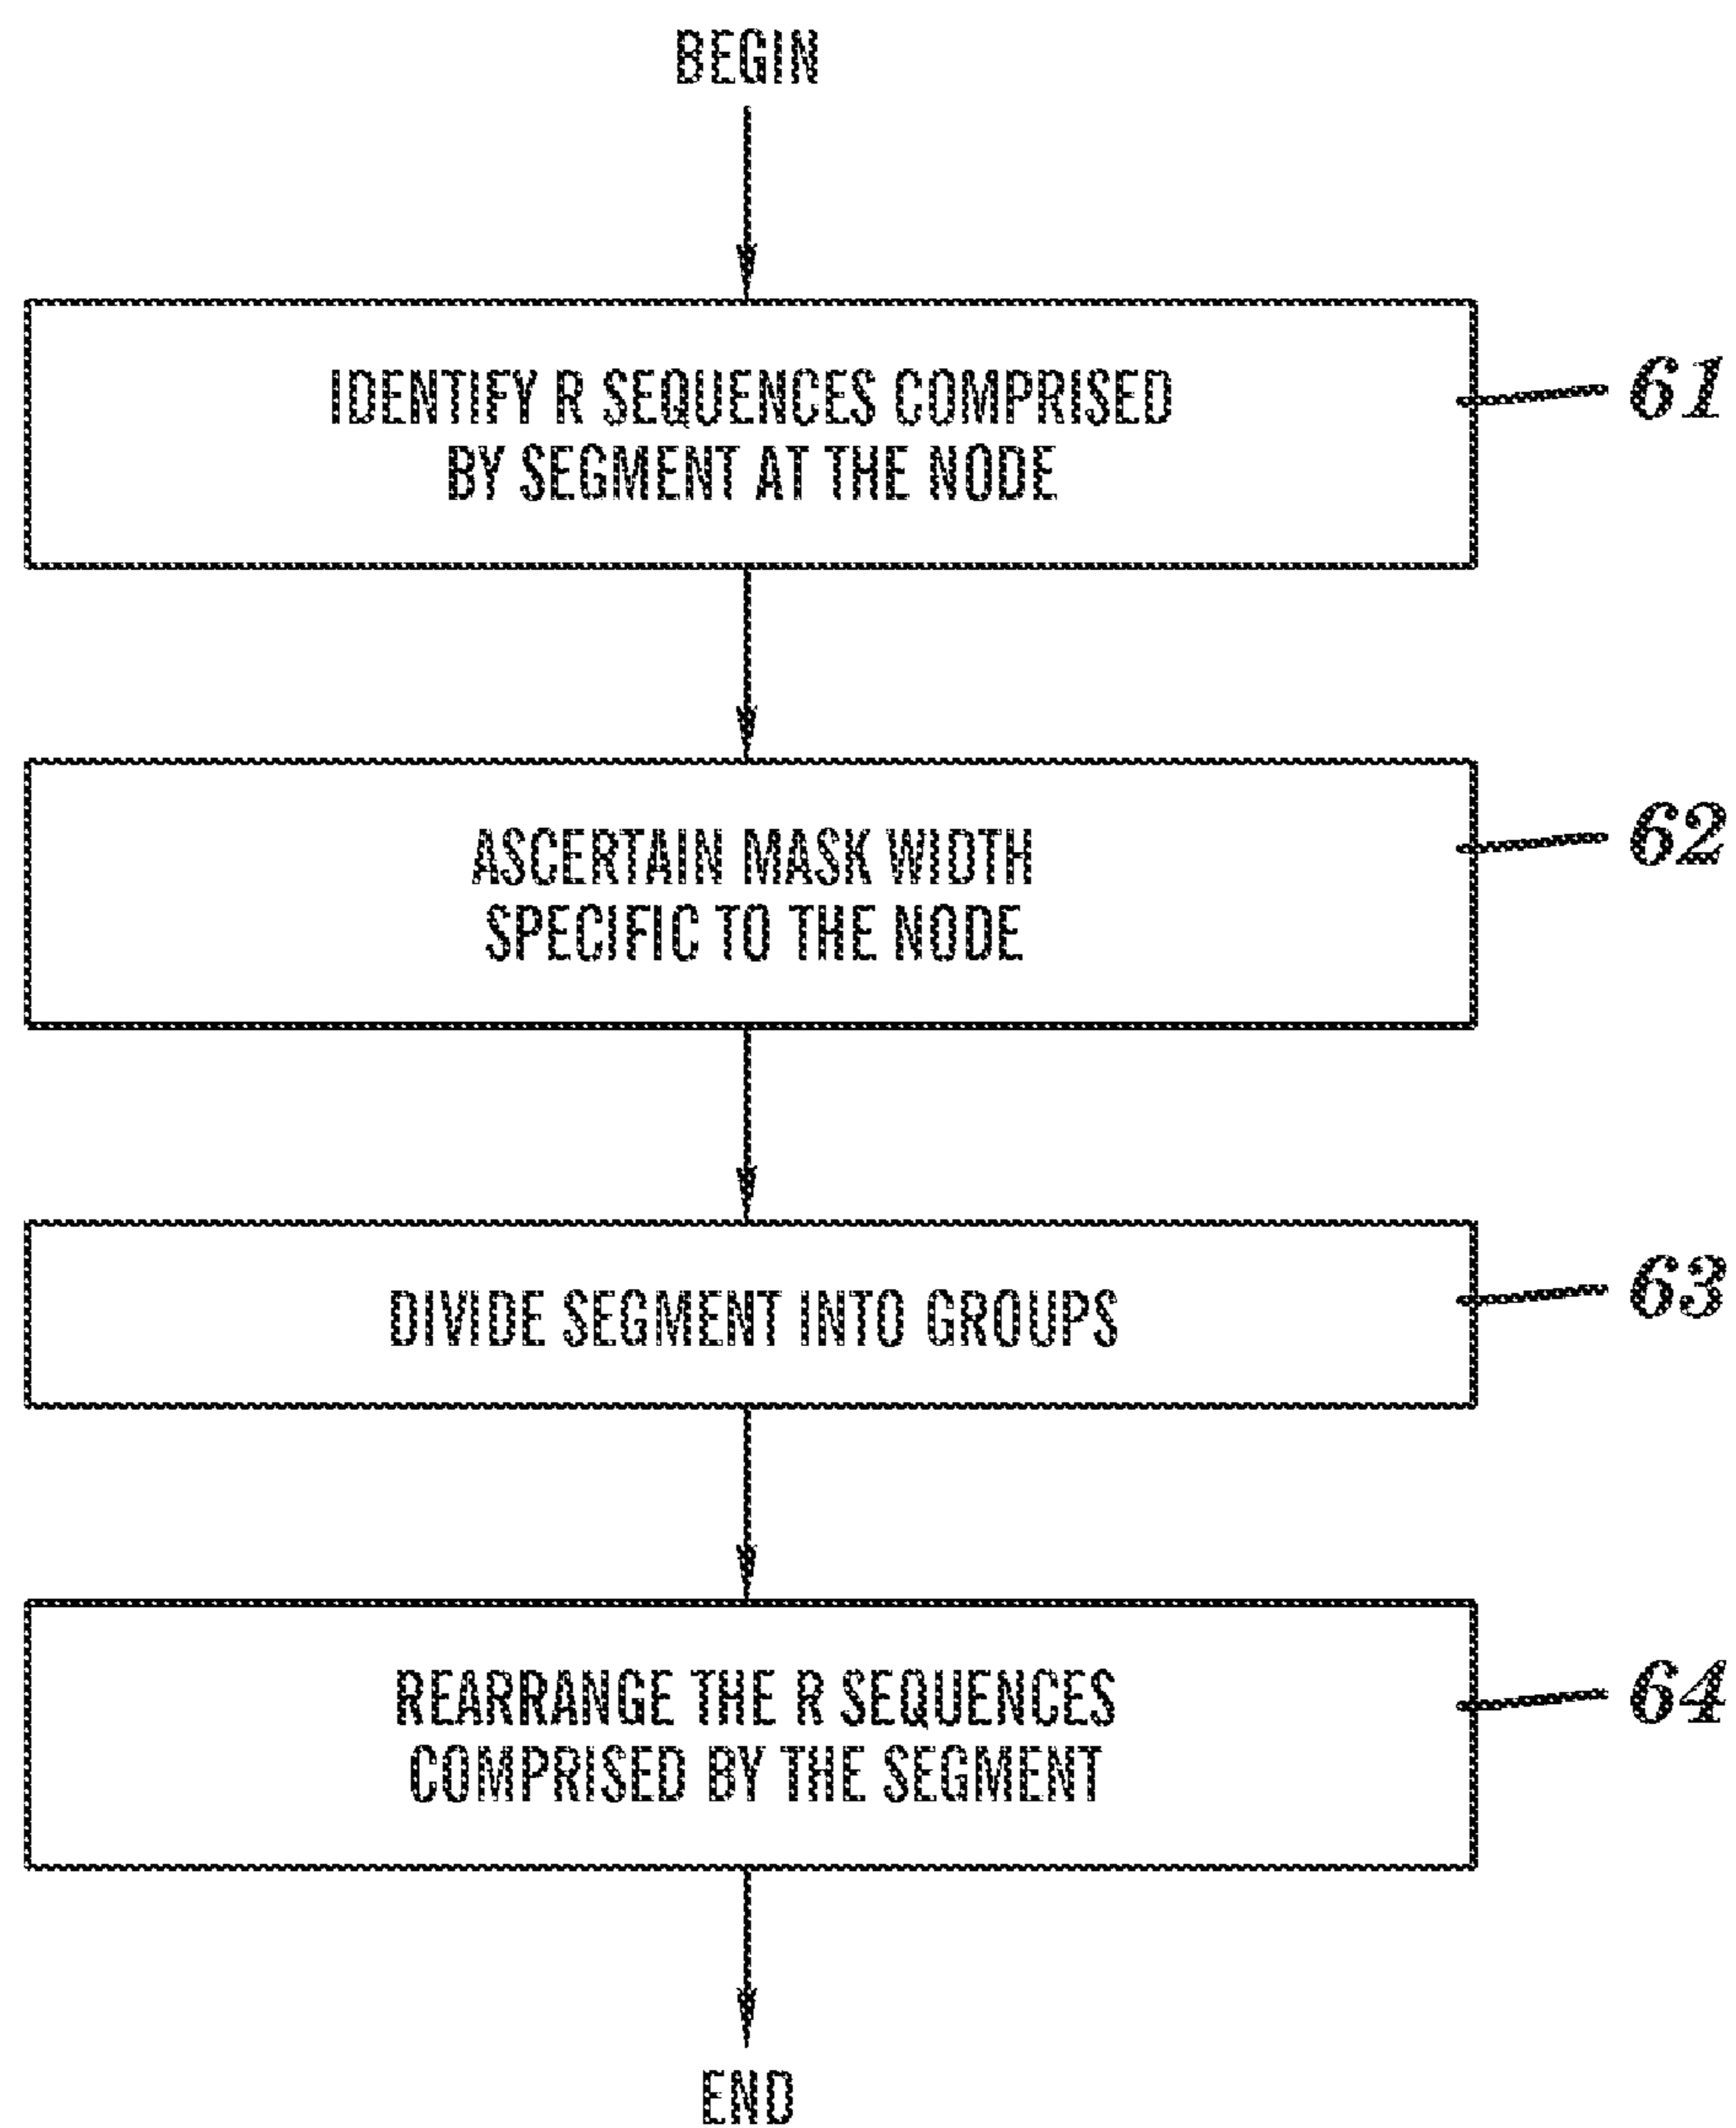 BEGIN
IDENTIFY R SEQUENCES COMPRISED
BY SEGMENT AT THE NODE
61
ASCERTAIN MASK WIDTH
SPECIFIC TO THE NODE
62
DIVIDE SEGMENT INTO GROUPS
63
REARRANGE THE R SEQUENCES
COMPRISED BY THE SEGMENT
64
END